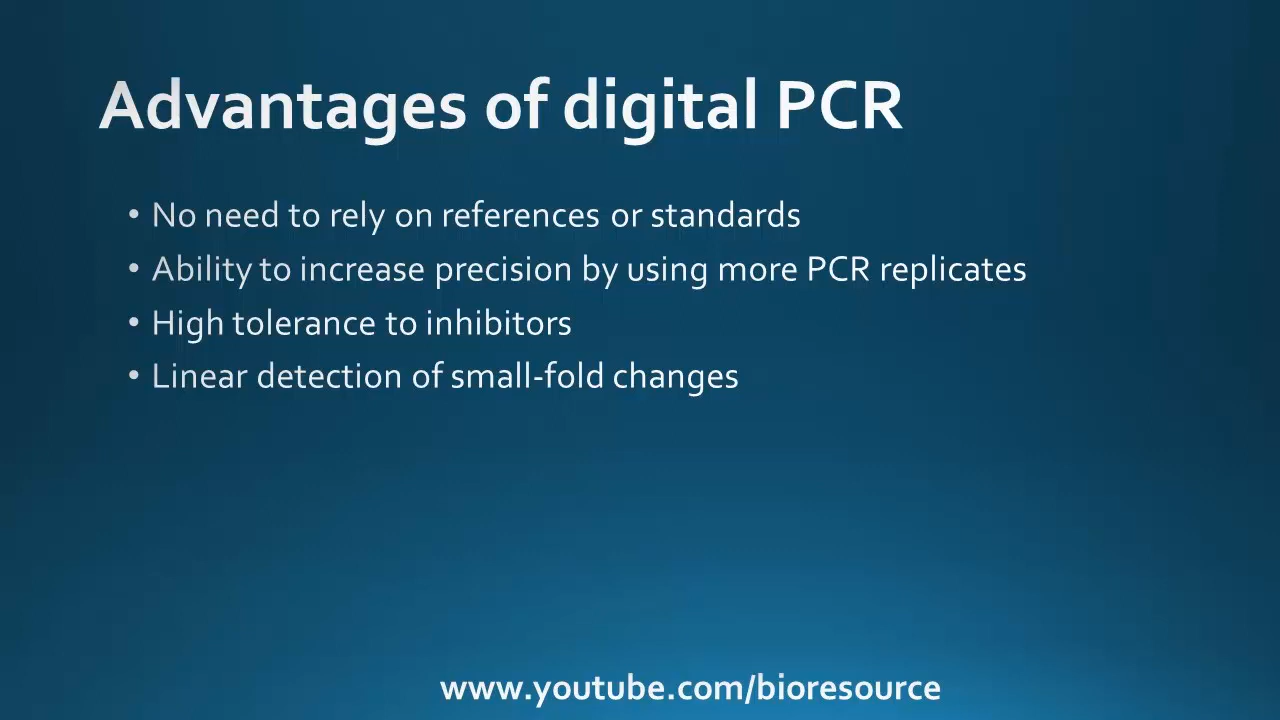 Advantages of digital PCR
• No need to rely on references or standards
• Ability to increase precision by using more PCR replicates
• High tolerance to inhibitors
• Linear detection of small-fold changes
www.youtube.com/bioresource